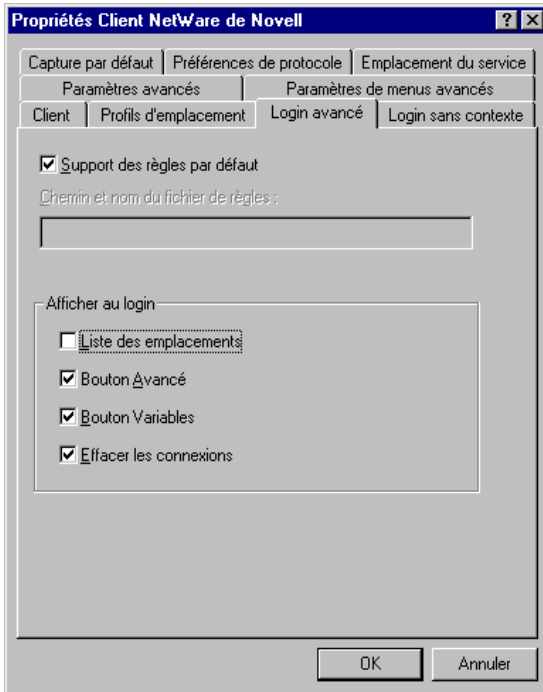 Propriétés Client NetWare de Novell
Capture par défaut Préférences de protocole Emplacement du service
Paramètres avancés Paramètres de menus avancés
Client Profils d'emplacement Login avancé Login sans contexte
Support des règles par défaut
Chemin et nom du fichier de règles :
Afficher au login
Liste des emplacements
Bouton Avancé
Bouton Variables
Effacer les connexions
OK Annuler